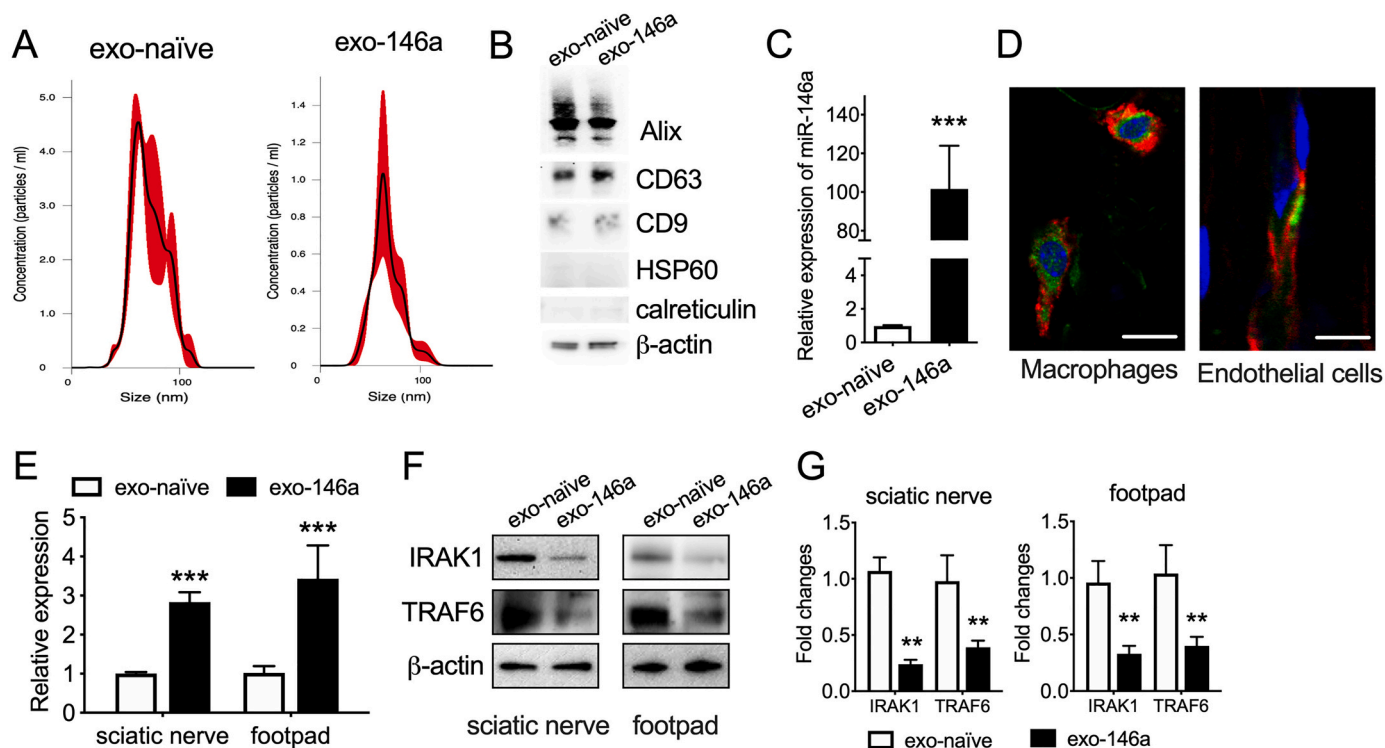 A
exo-naïve
exo-146a
Concentration (particles / ml)
5.0
4.0
3.0
2.0
1.0
0
0
100
Size (nm)
Concentration (particles / ml)
1.4
1.2
1.0
0.8
0.6
0.4
0.2
0
0
100
Size (nm)
B
exo-naïve
exo-146a
Alix
CD63
CD9
HSP60
calreticulin
β-actin
C
Relative expression of miR-146a
140
120
100
80
6
4
2
0
***
exo-naïve
exo-146a
D
Macrophages
Endothelial cells
E
exo-naïve
exo-146a
Relative expression
5
4
3
2
1
0
***
***
sciatic nerve
footpad
F
exo-naïve
exo-146a
exo-naïve
exo-146a
IRAK1
TRAF6
β-actin
sciatic nerve
footpad
G
sciatic nerve
Fold changes
1.5
1.0
0.5
0.0
**
**
IRAK1
TRAF6
footpad
Fold changes
1.5
1.0
0.5
0.0
**
**
IRAK1
TRAF6
exo-naïve
exo-146a